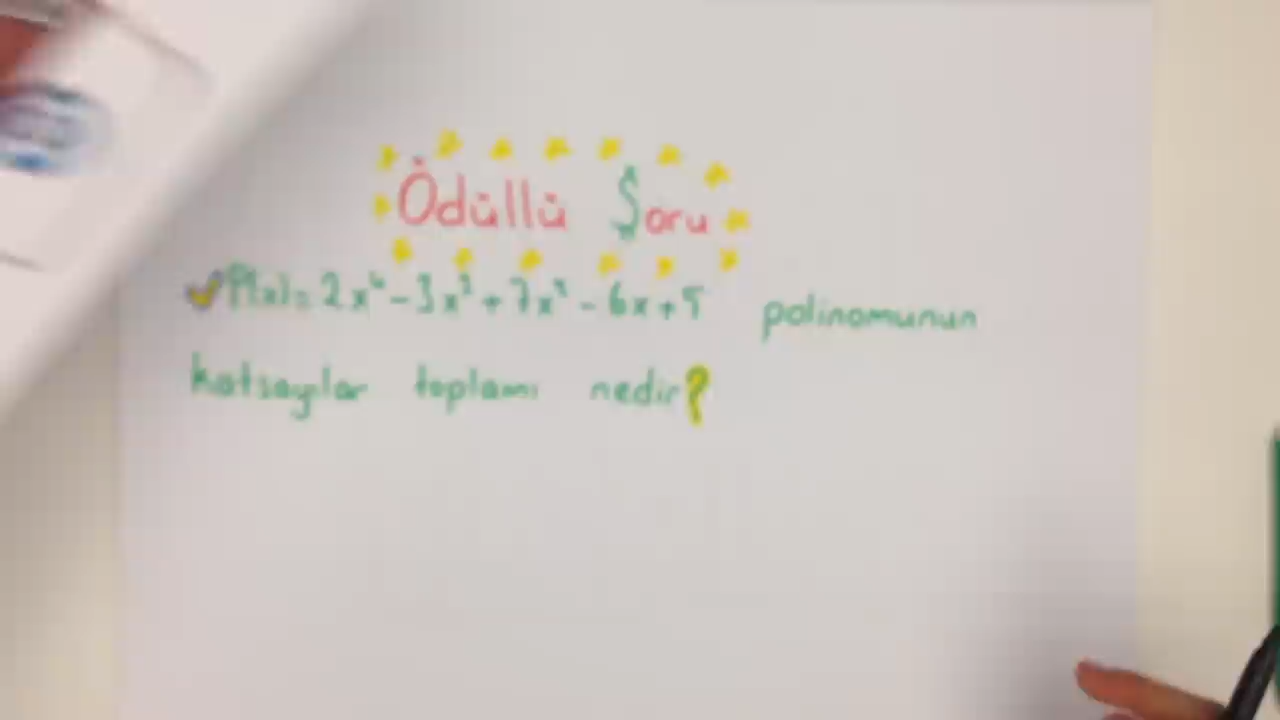 Ödüllü Soru
P(x)=2x⁴-3x³+7x²-6x+5 polinomunun
katsayılar toplamı nedir?